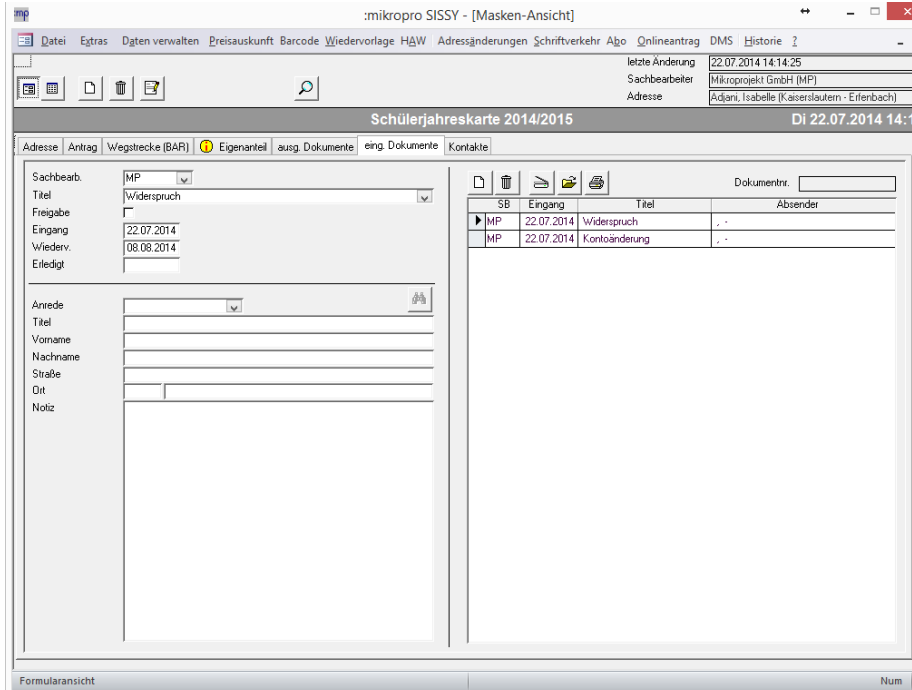 :mp :mikropro SISSY - [Masken-Ansicht]
Datei Extras Daten verwalten Preisauskunft Barcode Wiedervorlage HAW Adressänderungen Schriftverkehr Abo Onlineantrag DMS Historie ?
letzte Änderung 22.07.2014 14:14:25
Sachbearbeiter Mikroprojekt GmbH (MP)
Adresse Adjani, Isabelle (Kaiserslautern - Erfenbach)
Schülerjahreskarte 2014/2015 Di 22.07.2014 14:1
Adresse Antrag Wegstrecke (BAR) Eigenanteil ausg. Dokumente eing. Dokumente Kontakte
Sachbearb. MP
Titel Widerspruch
Freigabe
Eingang 22.07.2014
Wiederv. 08.08.2014
Erledigt
Anrede
Titel
Vorname
Nachname
Straße
Ort
Notiz
Dokumentnr.
SB Eingang Titel Absender
MP 22.07.2014 Widerspruch , -
MP 22.07.2014 Kontoänderung , -
Formularansicht Num